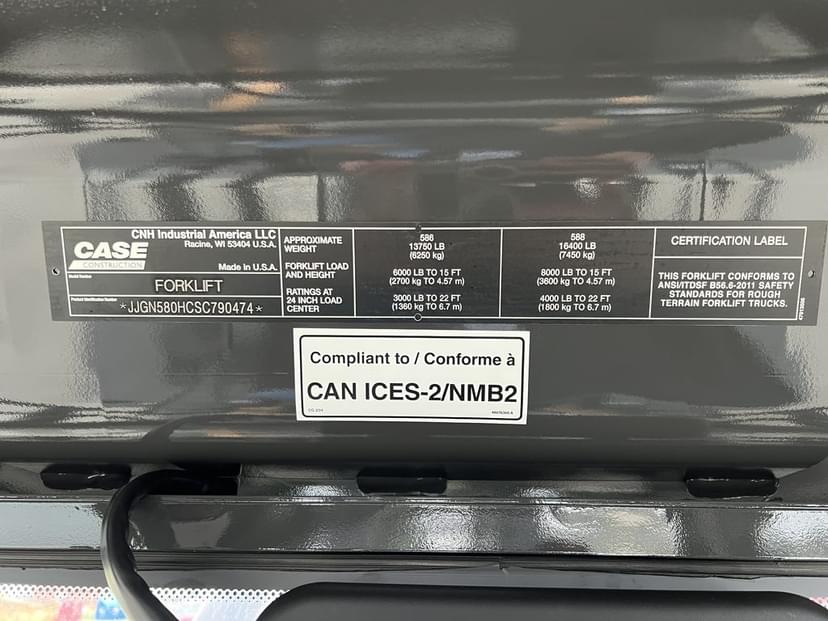 CNH Industrial America LLC
Racine, WI 53404 U.S.A.
CASE
CONSTRUCTION
Made in U.S.A.
Model Number
FORKLIFT
Product Identification Number
*JJGN580HCSC790474*
APPROXIMATE
WEIGHT
FORKLIFT LOAD
AND HEIGHT
RATINGS AT
24 INCH LOAD
CENTER
586
13750 LB
(6250 kg)
6000 LB TO 15 FT
(2700 kg TO 4.57 m)
3000 LB TO 22 FT
(1360 kg TO 6.7 m)
588
16400 LB
(7450 kg)
8000 LB TO 15 FT
(3600 kg TO 4.57 m)
4000 LB TO 22 FT
(1800 kg TO 6.7 m)
CERTIFICATION LABEL
THIS FORKLIFT CONFORMS TO
ANSI/ITDSF B56.6-2011 SAFETY
STANDARDS FOR ROUGH
TERRAIN FORKLIFT TRUCKS.
Compliant to / Conforme à
CAN ICES-2/NMB2